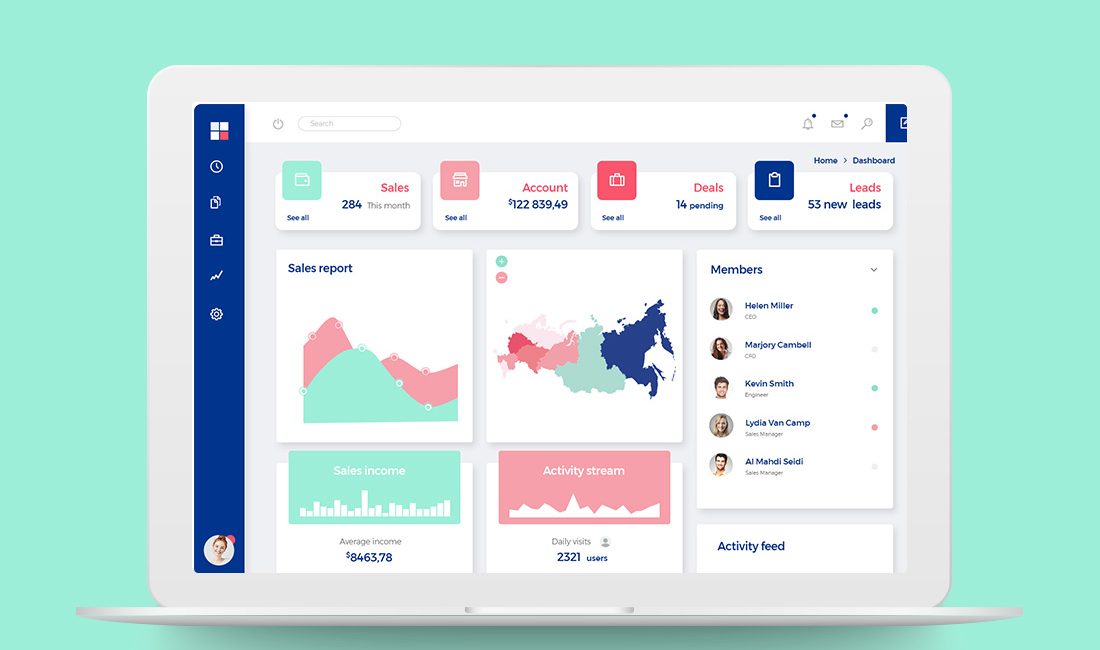 Search
Home > Dashboard
Sales
284 This month
See all
Account
$122 839,49
See all
Deals
14 pending
See all
Leads
53 new leads
See all
Sales report
Members
Helen Miller
CEO
Marjory Cambell
CFO
Kevin Smith
Engineer
Lydia Van Camp
Sales Manager
Al Mahdi Seidi
Sales Manager
Sales income
Average income
$8463,78
Activity stream
Daily visits
2321 users
Activity feed